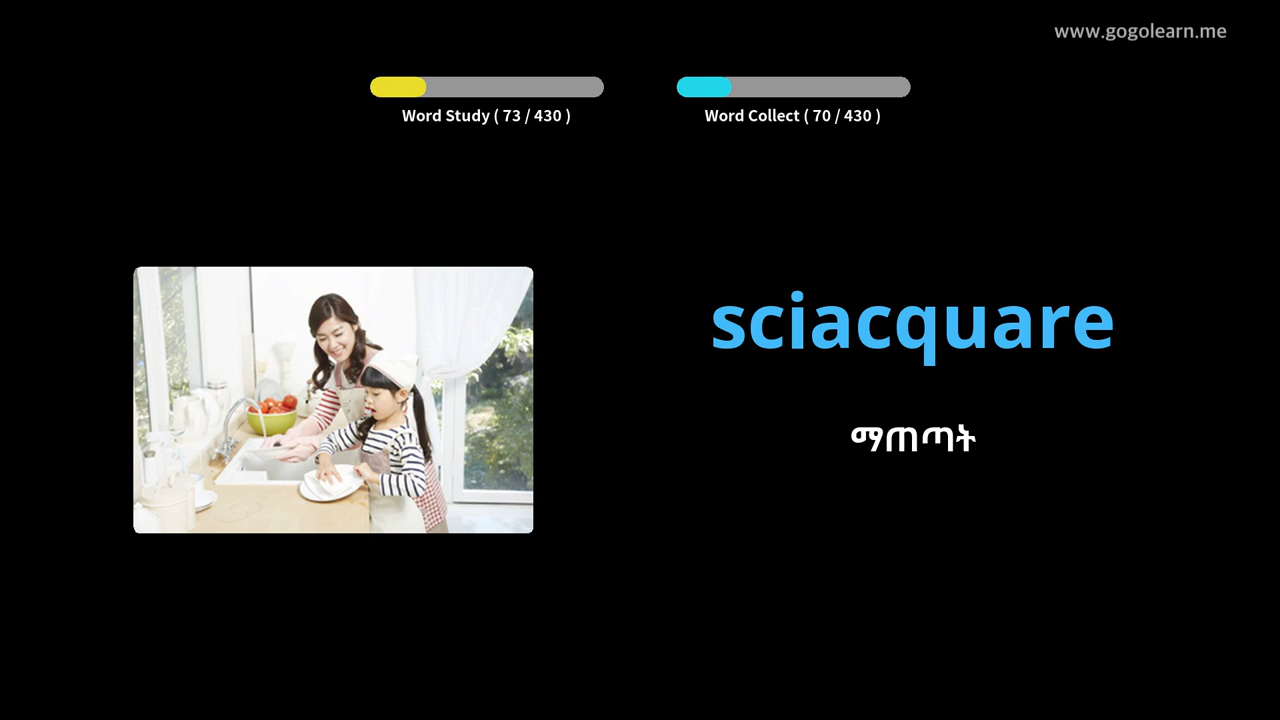 www.gogolearn.me
Word Study ( 73 / 430 )
Word Collect ( 70 / 430 )
sciacquare
ማጠጣት